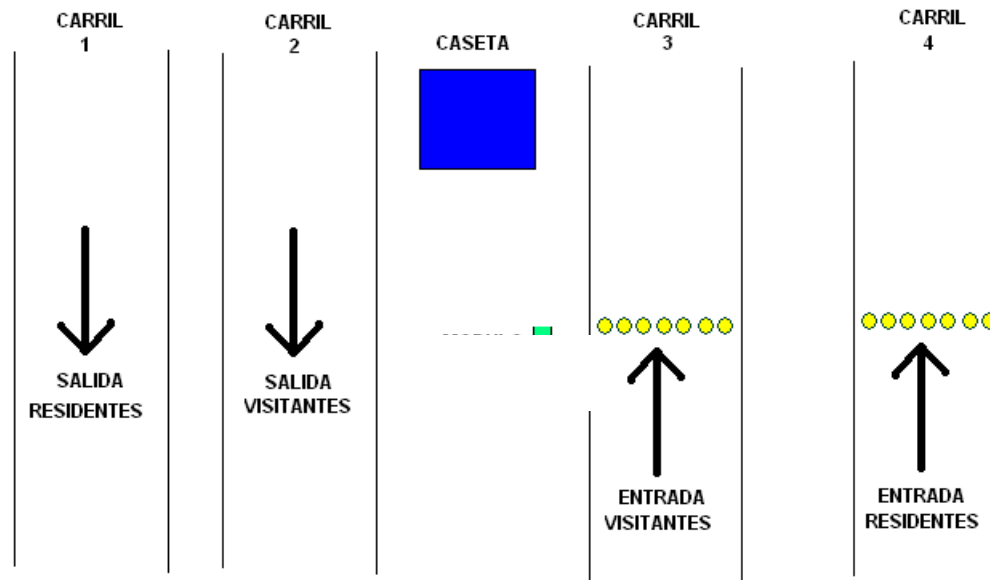 CARRIL
1
CARRIL
2
CASETA
CARRIL
3
CARRIL
4
SALIDA
RESIDENTES
SALIDA
VISITANTES
ENTRADA
VISITANTES
ENTRADA
RESIDENTES